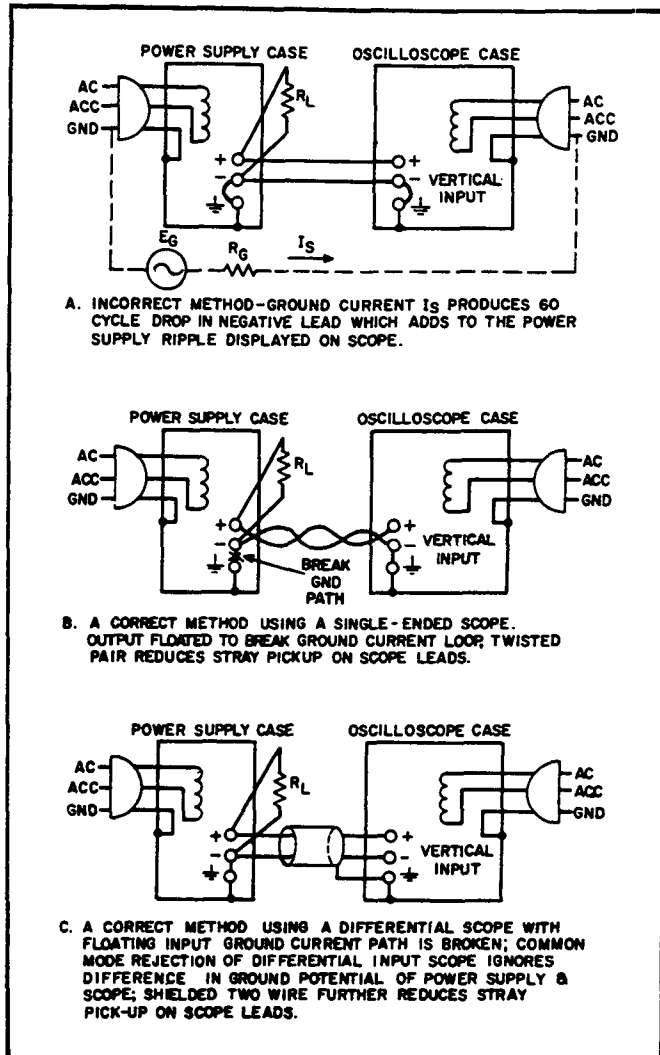 POWER SUPPLY CASE
OSCILLOSCOPE CASE
AC
ACC
GND
RL
+
-
EG
RG
IS
+
-
VERTICAL
INPUT
AC
ACC
GND
A. INCORRECT METHOD-GROUND CURRENT IS PRODUCES 60
CYCLE DROP IN NEGATIVE LEAD WHICH ADDS TO THE POWER
SUPPLY RIPPLE DISPLAYED ON SCOPE.
POWER SUPPLY CASE
OSCILLOSCOPE CASE
AC
ACC
GND
RL
+
-
BREAK
GND
PATH
+
-
VERTICAL
INPUT
AC
ACC
GND
B. A CORRECT METHOD USING A SINGLE-ENDED SCOPE.
OUTPUT FLOATED TO BREAK GROUND CURRENT LOOP, TWISTED
PAIR REDUCES STRAY PICKUP ON SCOPE LEADS.
POWER SUPPLY CASE
OSCILLOSCOPE CASE
AC
ACC
GND
RL
+
-
+
-
VERTICAL
INPUT
AC
ACC
GND
C. A CORRECT METHOD USING A DIFFERENTIAL SCOPE WITH
FLOATING INPUT GROUND CURRENT PATH IS BROKEN; COMMON
MODE REJECTION OF DIFFERENTIAL INPUT SCOPE IGNORES
DIFFERENCE IN GROUND POTENTIAL OF POWER SUPPLY &
SCOPE; SHIELDED TWO WIRE FURTHER REDUCES STRAY
PICK-UP ON SCOPE LEADS.